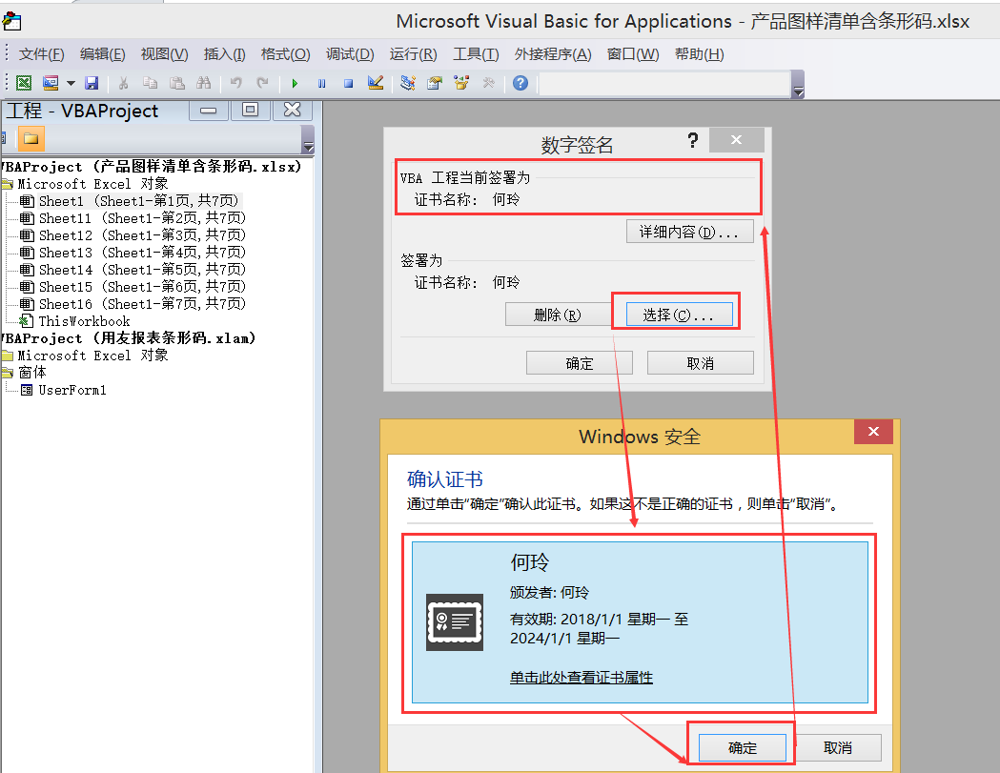 Microsoft Visual Basic for Applications - 产品图样清单含条形码.xlsx
文件(F) 编辑(E) 视图(V) 插入(I) 格式(O) 调试(D) 运行(R) 工具(T) 外接程序(A) 窗口(W) 帮助(H)
工程 - VBAProject
VBAProject (产品图样清单含条形码.xlsx)
Microsoft Excel 对象
Sheet1 (Sheet1-第1页,共7页)
Sheet11 (Sheet1-第2页,共7页)
Sheet12 (Sheet1-第3页,共7页)
Sheet13 (Sheet1-第4页,共7页)
Sheet14 (Sheet1-第5页,共7页)
Sheet15 (Sheet1-第6页,共7页)
Sheet16 (Sheet1-第7页,共7页)
ThisWorkbook
VBAProject (用友报表条形码.xlam)
Microsoft Excel 对象
窗体
UserForm1
数字签名
VBA 工程当前签署为
证书名称: 何玲
详细内容(D)...
签署为
证书名称: 何玲
删除(R) 选择(C)...
确定 取消
Windows 安全
确认证书
通过单击“确定”确认此证书。如果这不是正确的证书，则单击“取消”。
何玲
颁发者: 何玲
有效期: 2018/1/1 星期一 至
2024/1/1 星期一
单击此处查看证书属性
确定 取消